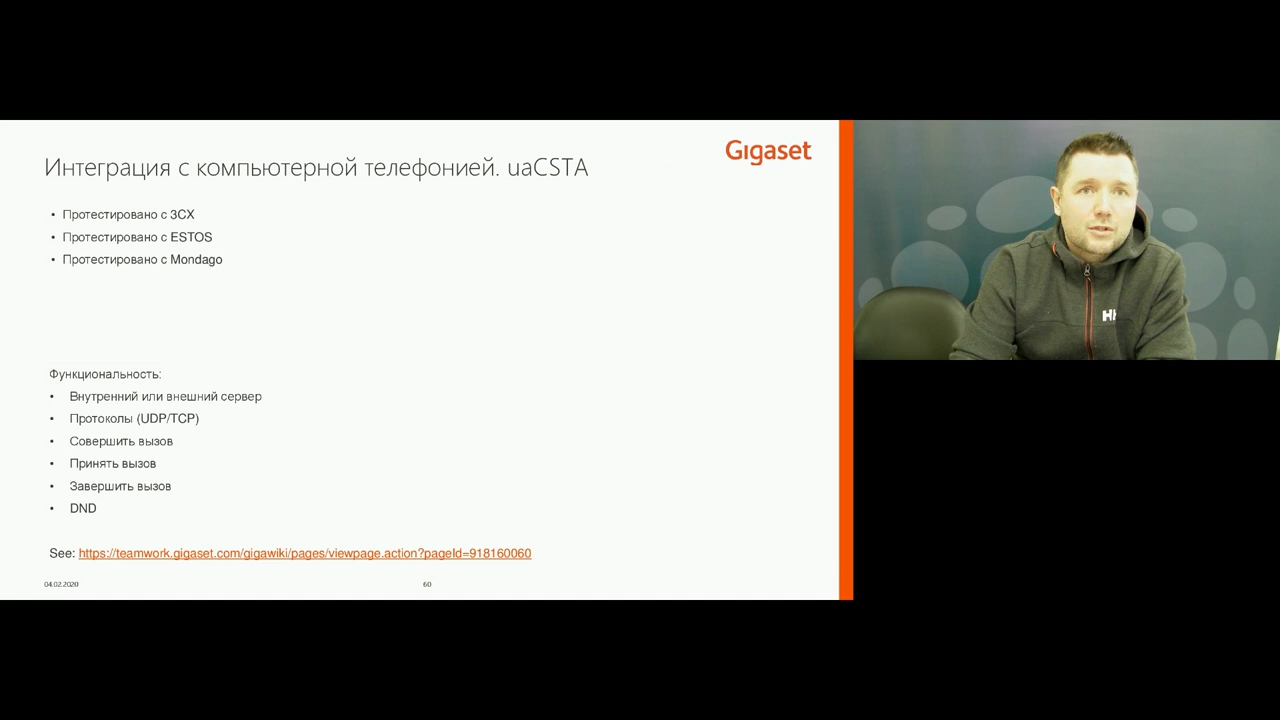 Gigaset
Интеграция с компьютерной телефонией. uaCSTA
• Протестировано с 3CX
• Протестировано с ESTOS
• Протестировано с Mondago
Функциональность:
• Внутренний или внешний сервер
• Протоколы (UDP/TCP)
• Совершить вызов
• Принять вызов
• Завершить вызов
• DND
See: https://teamwork.gigaset.com/gigawiki/pages/viewpage.action?pageId=918160060
04.02.2020
60
HH